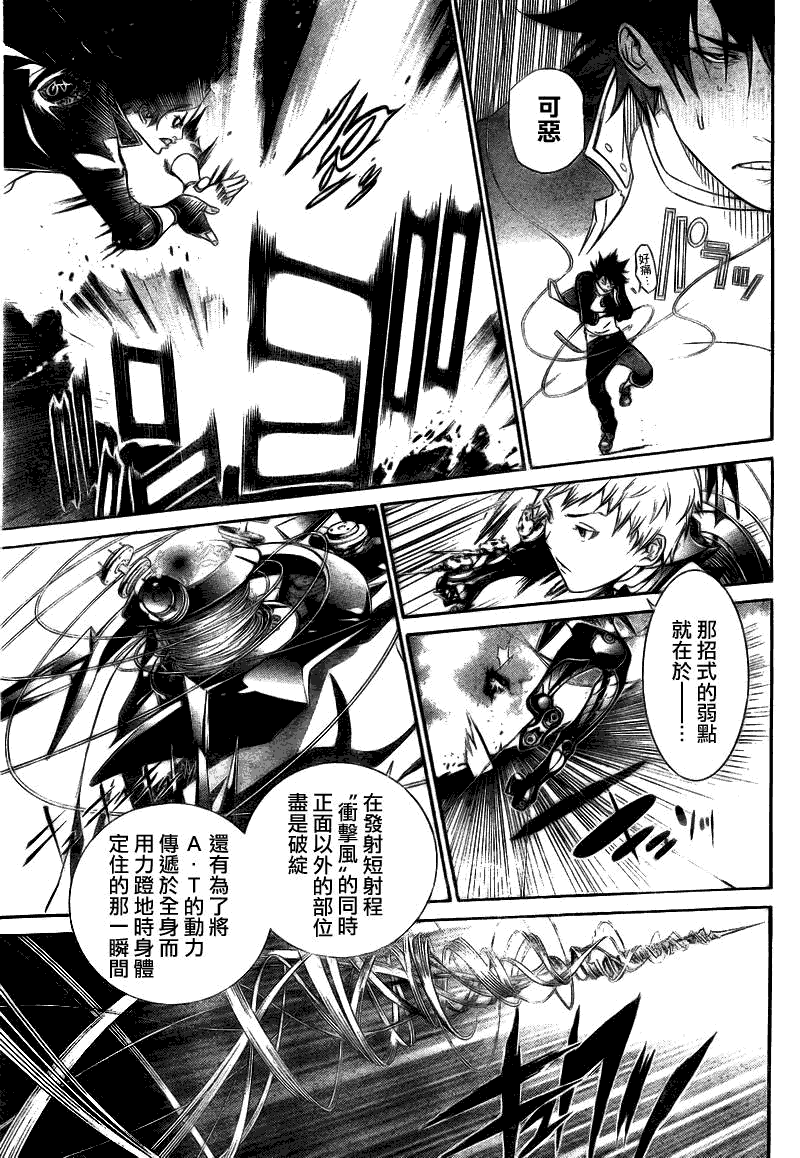 可惡
パラッ
好痛…
那招式的弱點
就在於——…
在發射短射程
"衝擊風"的同時
正面以外的部位
盡是破綻
還有為了將
A·T的動力
傳遞於全身而
用力蹬地時身體
定住的那一瞬間